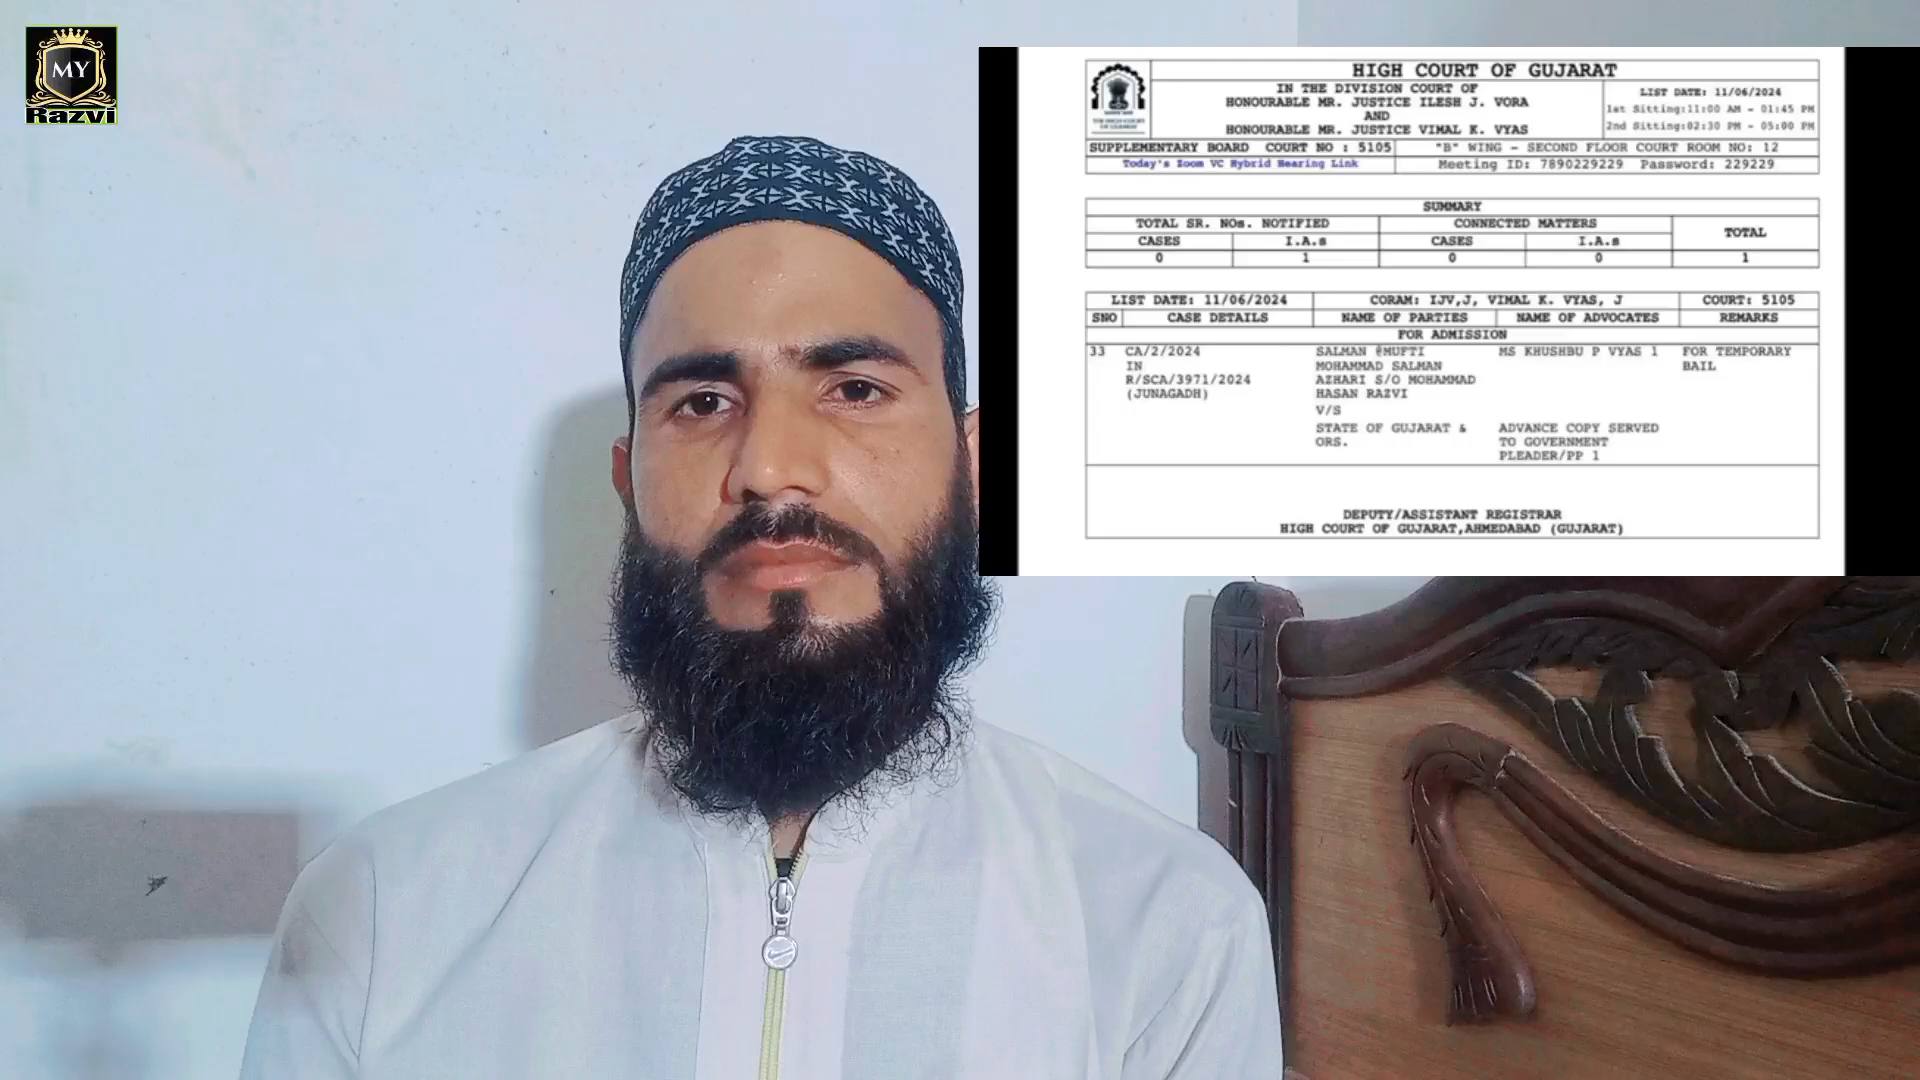 MY
Razvi
HIGH COURT OF GUJARAT
IN THE DIVISION COURT OF
HONOURABLE MR. JUSTICE ILESH J. VORA
AND
HONOURABLE MR. JUSTICE VIMAL K. VYAS
LIST DATE: 11/06/2024
1st Sitting:11:00 AM - 01:45 PM
2nd Sitting:02:30 PM - 05:00 PM
THE HIGH COURT
OF GUJARAT
SUPPLEMENTARY BOARD COURT NO : 5105
"B" WING - SECOND FLOOR COURT ROOM NO: 12
Today's Zoom VC Hybrid Hearing Link
Meeting ID: 7890229229 Password: 229229
SUMMARY
TOTAL SR. NOs. NOTIFIED CONNECTED MATTERS TOTAL
CASES I.A.s CASES I.A.s
0 1 0 0 1
LIST DATE: 11/06/2024 CORAM: IJV,J, VIMAL K. VYAS, J COURT: 5105
SNO CASE DETAILS NAME OF PARTIES NAME OF ADVOCATES REMARKS
FOR ADMISSION
33 CA/2/2024 SALMAN @MUFTI MS KHUSHBU P VYAS 1 FOR TEMPORARY
IN MOHAMMAD SALMAN BAIL
R/SCA/3971/2024 AZHARI S/O MOHAMMAD
(JUNAGADH) HASAN RAZVI
V/S
STATE OF GUJARAT & ADVANCE COPY SERVED
ORS. TO GOVERNMENT
PLEADER/PP 1
DEPUTY/ASSISTANT REGISTRAR
HIGH COURT OF GUJARAT,AHMEDABAD (GUJARAT)